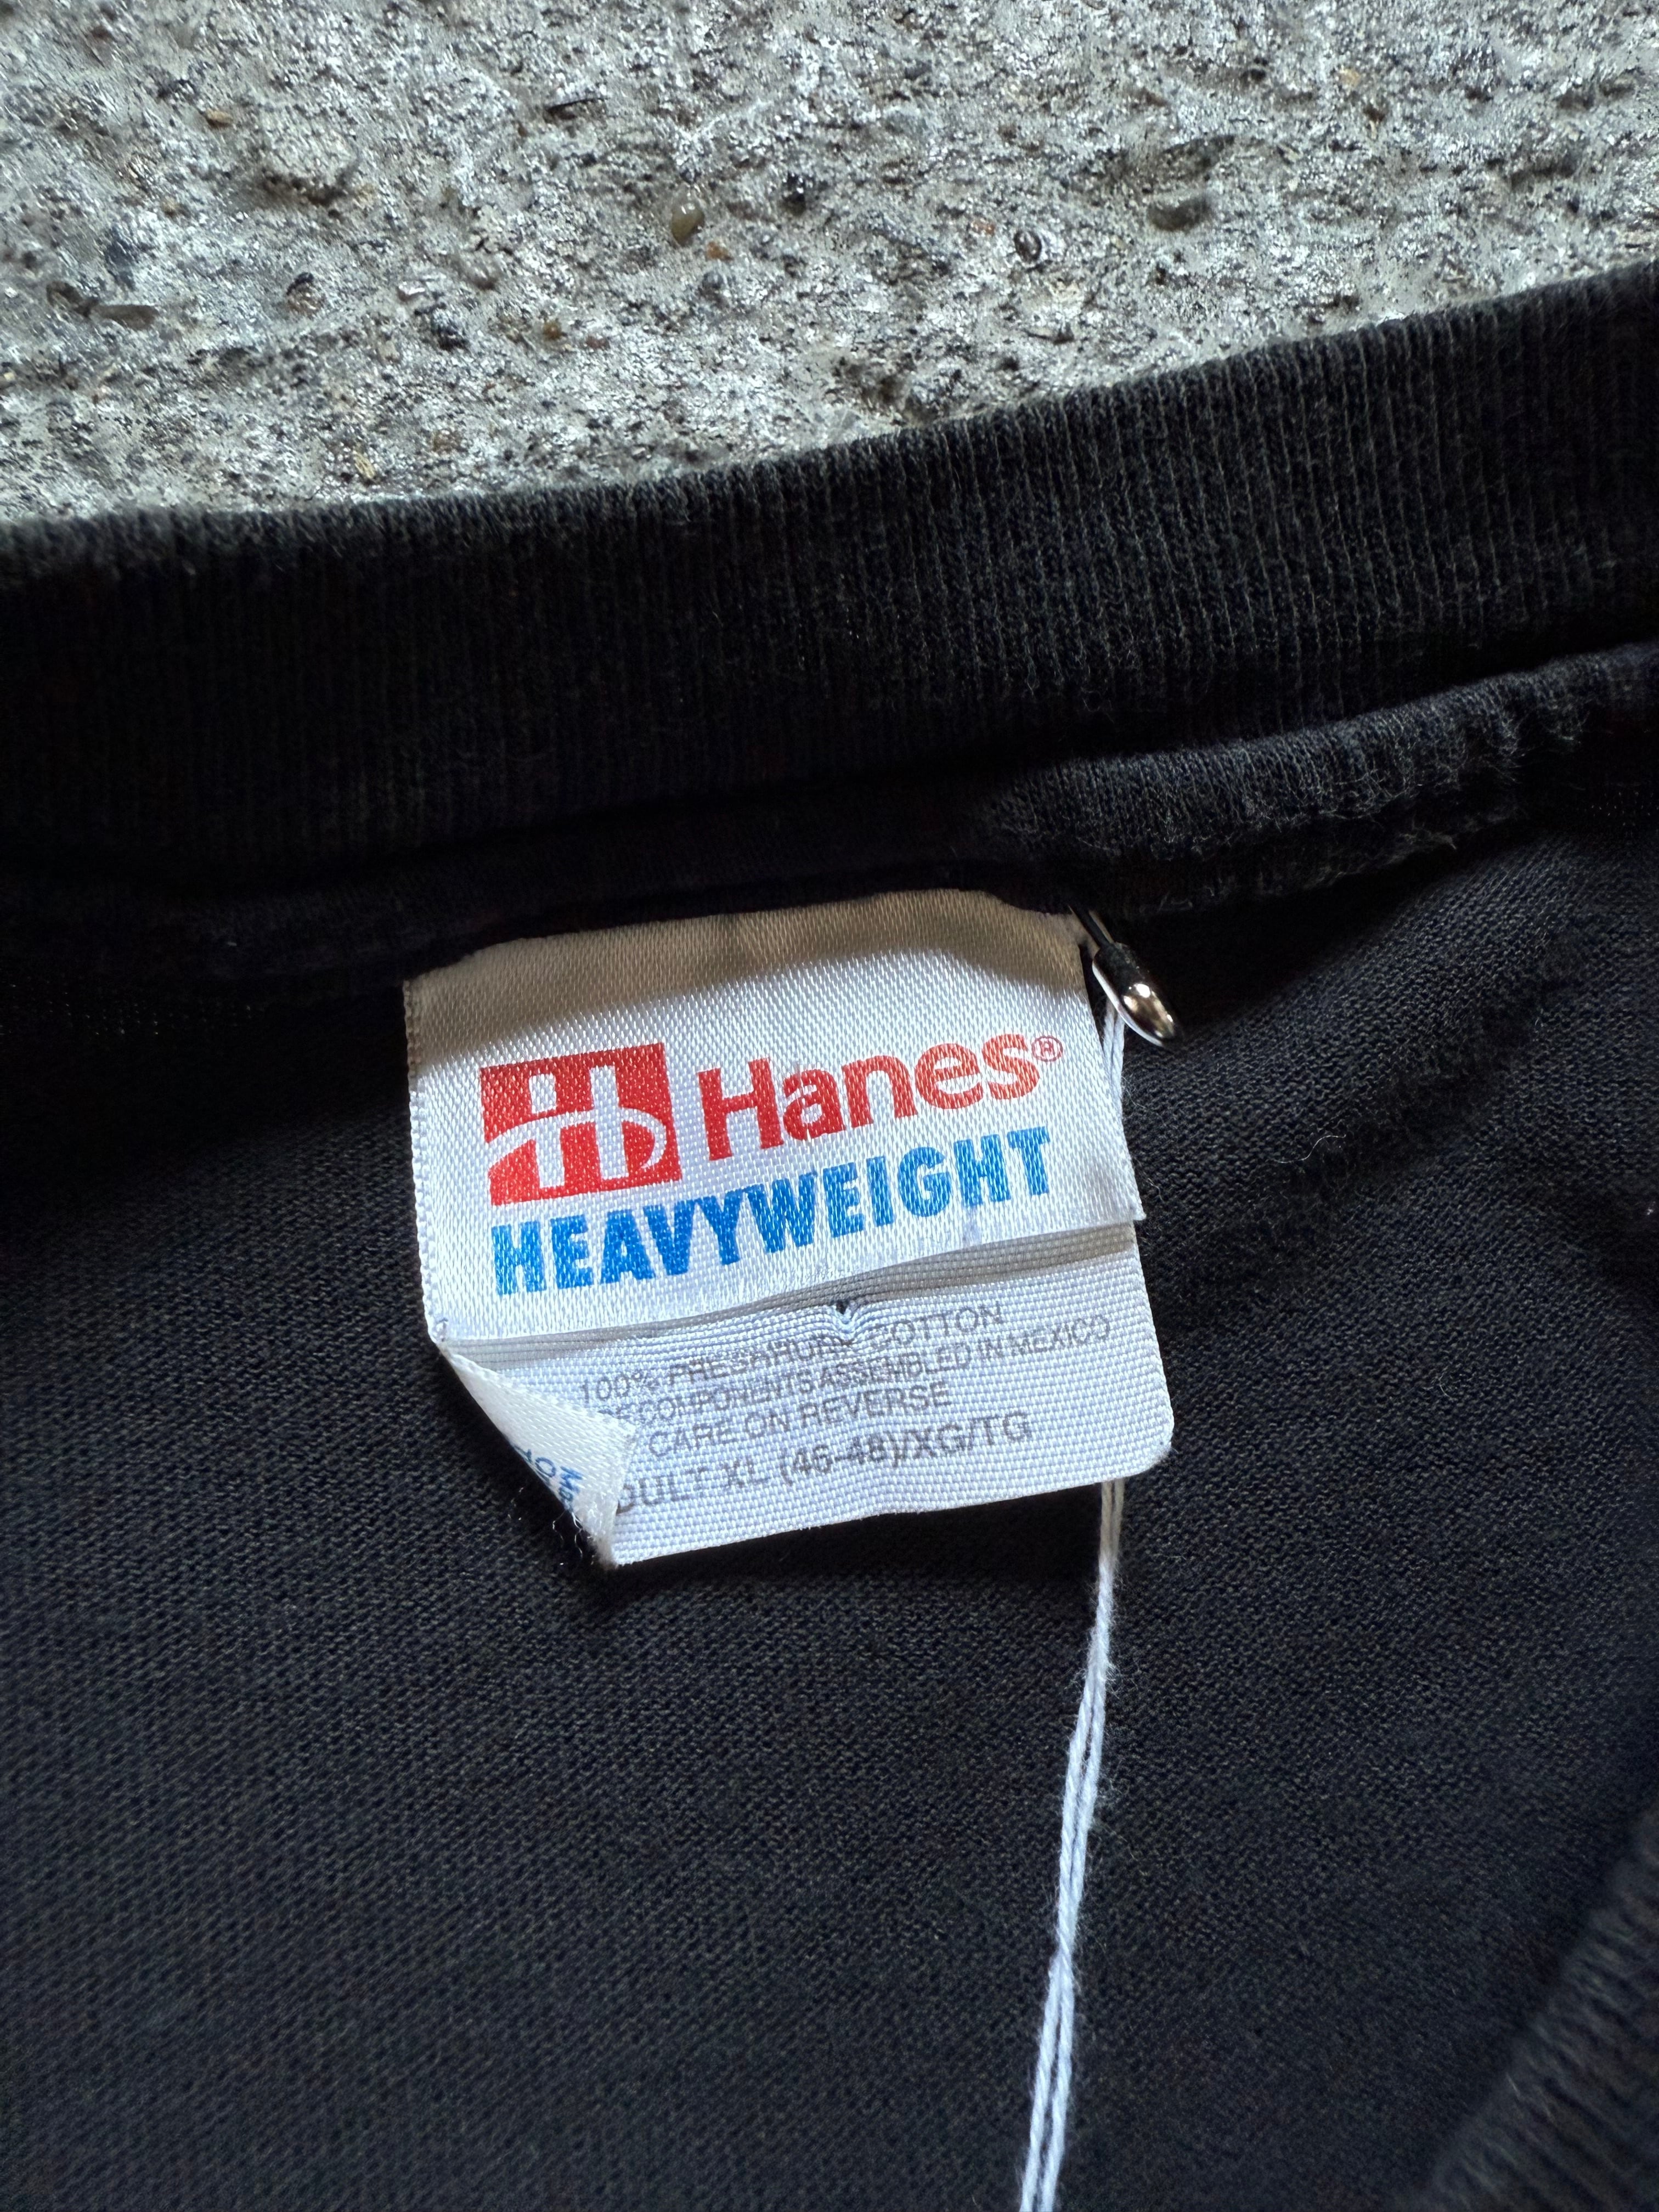 Hanes®
HEAVYWEIGHT
100% PRESHRUNK COTTON
COMPONENTS ASSEMBLED IN MEXICO
CARE ON REVERSE
XL (46-48)/XG/TG